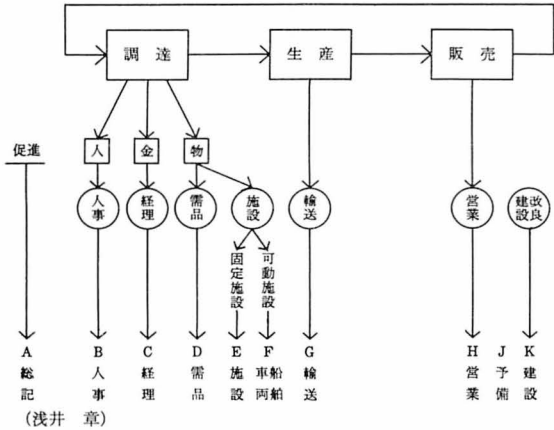 調達
生産
販売
促進
人
金
物
人事
経理
需品
施設
輸送
営業
建設改良
固定施設
可動施設
A 総記
B 人事
C 経理
D 需品
E 施設
F 車両船舶
G 輸送
H 営業
J 予備
K 建設
(浅井 章)